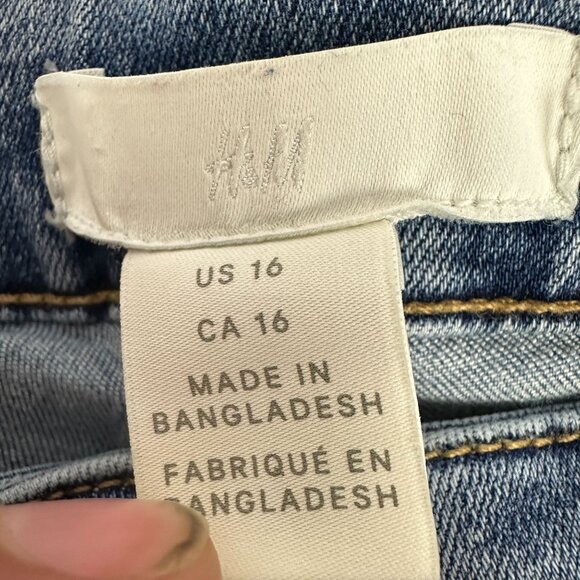 H&M
US 16
CA 16
MADE IN
BANGLADESH
FABRIQUÉ EN
BANGLADESH